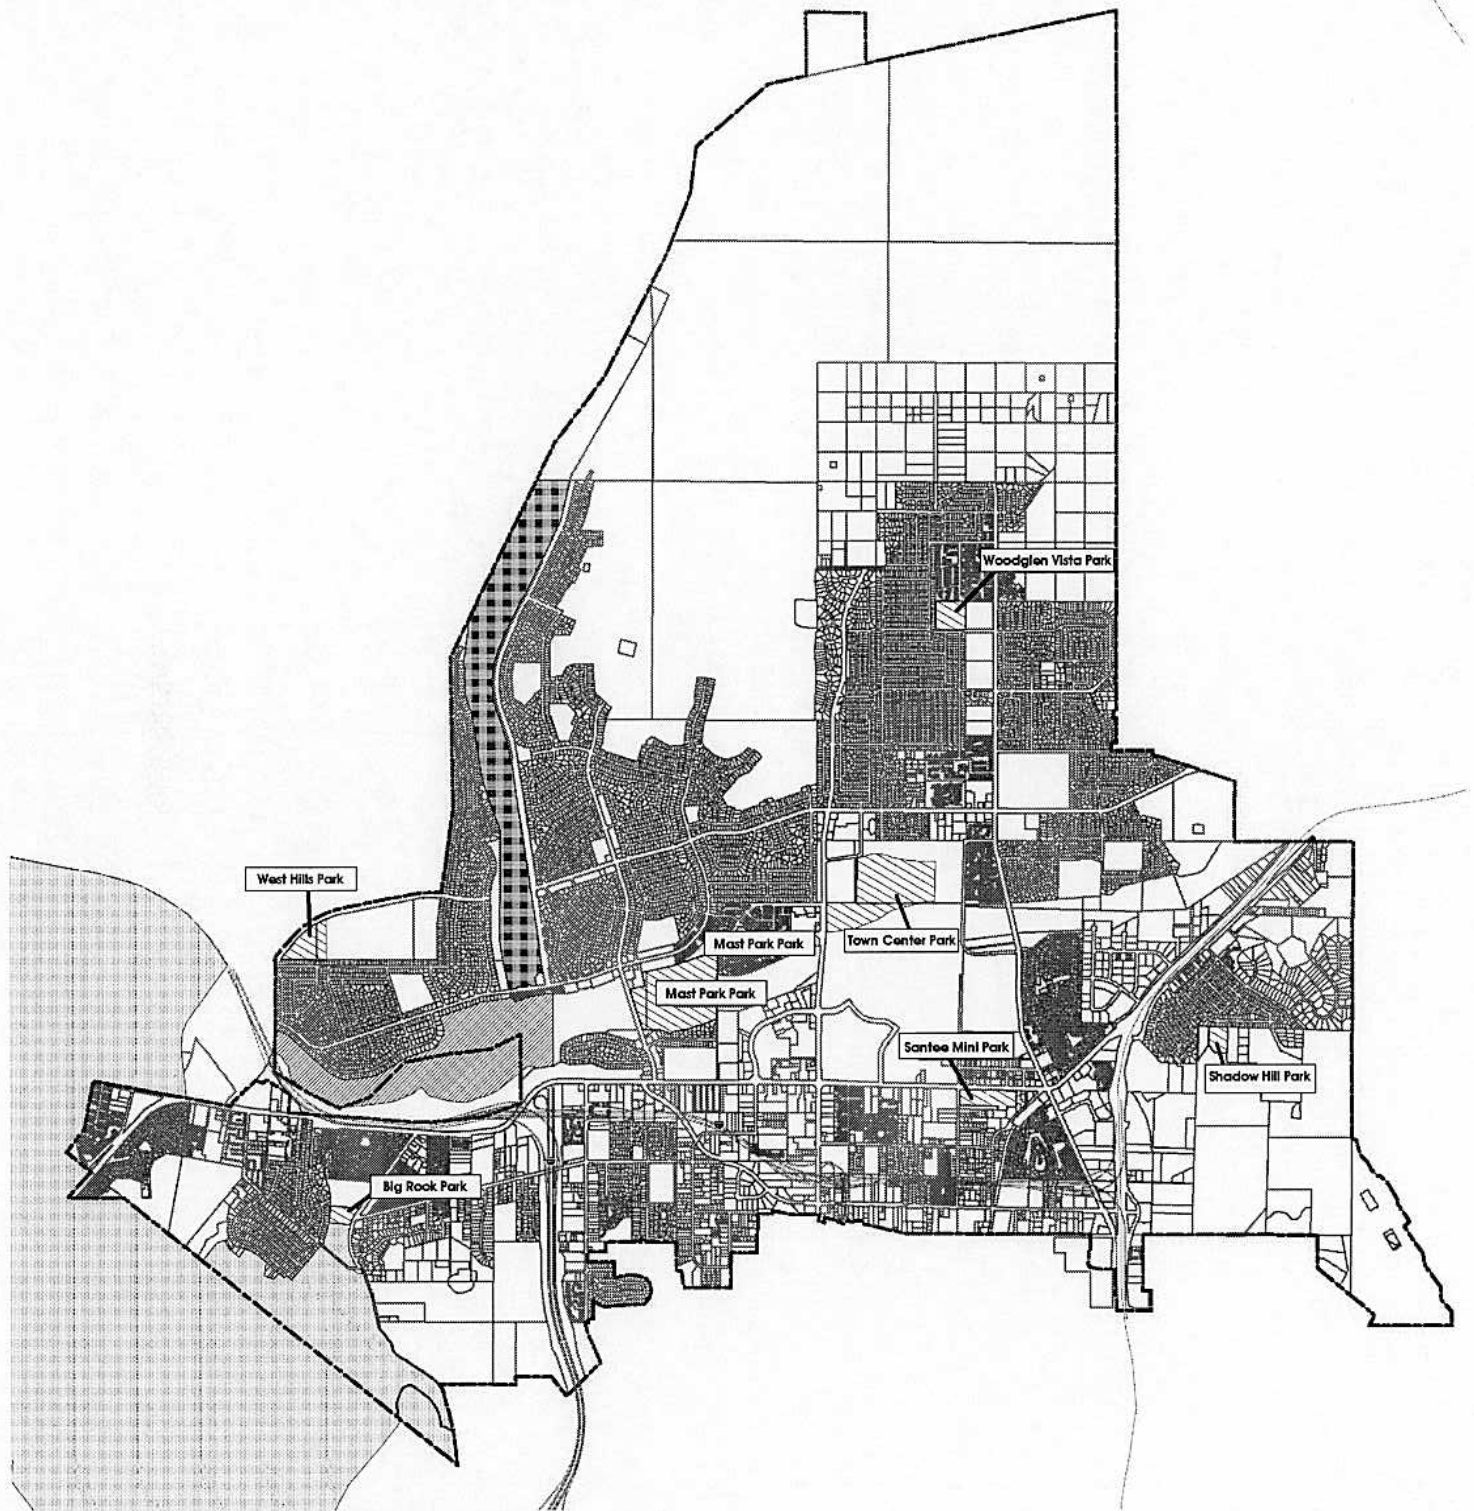 Woodglen Vista Park
West Hills Park
Mast Park Park
Town Center Park
Mast Park Park
Santee Mini Park
Shadow Hill Park
Big Rook Park